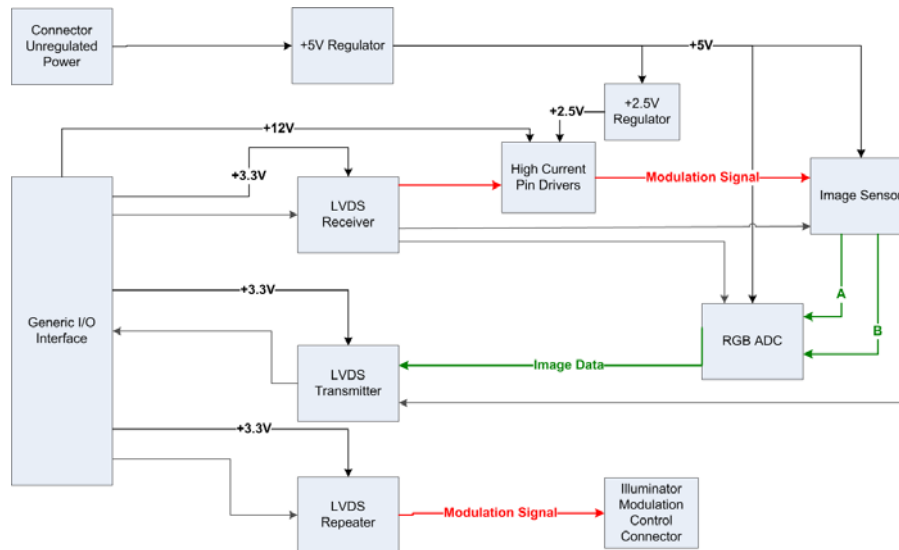 Connector
Unregulated
Power
+5V Regulator
+5V
+2.5V
Regulator
+2.5V
+12V
High Current
Pin Drivers
Modulation Signal
Image Sensor
+3.3V
LVDS
Receiver
A
B
Generic I/O
Interface
+3.3V
RGB ADC
Image Data
LVDS
Transmitter
+3.3V
LVDS
Repeater
Modulation Signal
Illuminator
Modulation
Control
Connector